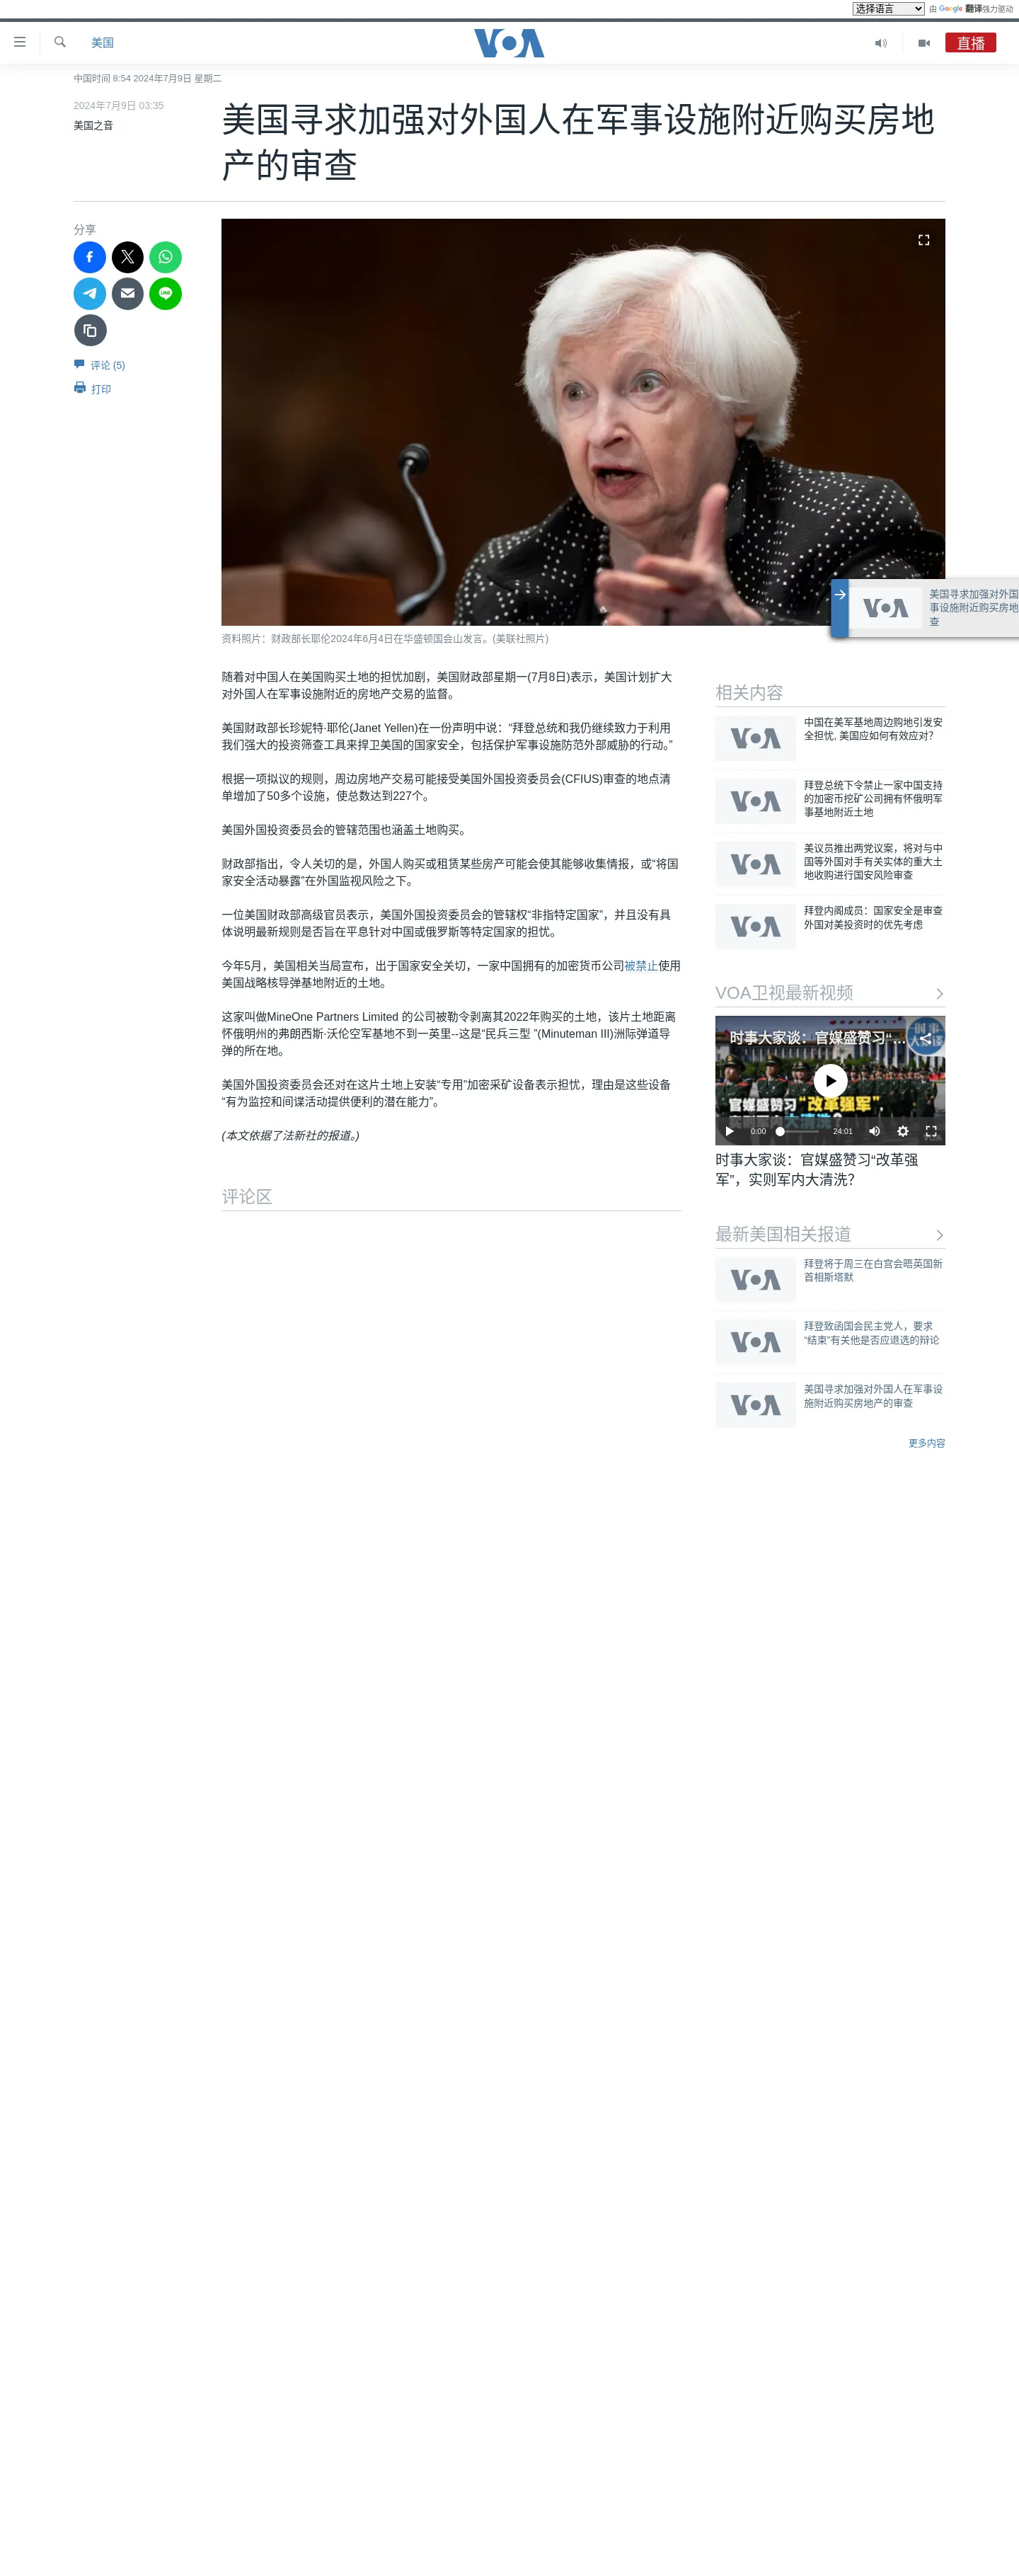 选择语言 由 Google 翻译强力驱动
美国
VOA
直播
中国时间 8:54 2024年7月9日 星期二
2024年7月9日 03:35
美国之音
美国寻求加强对外国人在军事设施附近购买房地
产的审查
分享
评论 (5)
打印
美国寻求加强对外国
事设施附近购买房地
查
VOA
资料照片：财政部长耶伦2024年6月4日在华盛顿国会山发言。(美联社照片)
随着对中国人在美国购买土地的担忧加剧，美国财政部星期一(7月8日)表示，美国计划扩大
对外国人在军事设施附近的房地产交易的监督。
美国财政部长珍妮特·耶伦(Janet Yellen)在一份声明中说：“拜登总统和我仍继续致力于利用
我们强大的投资筛查工具来捍卫美国的国家安全，包括保护军事设施防范外部威胁的行动。”
根据一项拟议的规则，周边房地产交易可能接受美国外国投资委员会(CFIUS)审查的地点清
单增加了50多个设施，使总数达到227个。
美国外国投资委员会的管辖范围也涵盖土地购买。
财政部指出，令人关切的是，外国人购买或租赁某些房产可能会使其能够收集情报，或“将国
家安全活动暴露”在外国监视风险之下。
一位美国财政部高级官员表示，美国外国投资委员会的管辖权“非指特定国家”，并且没有具
体说明最新规则是否旨在平息针对中国或俄罗斯等特定国家的担忧。
今年5月，美国相关当局宣布，出于国家安全关切，一家中国拥有的加密货币公司被禁止使用
美国战略核导弹基地附近的土地。
这家叫做MineOne Partners Limited 的公司被勒令剥离其2022年购买的土地，该片土地距离
怀俄明州的弗朗西斯·沃伦空军基地不到一英里--这是“民兵三型 ”(Minuteman III)洲际弹道导
弹的所在地。
美国外国投资委员会还对在这片土地上安装“专用”加密采矿设备表示担忧，理由是这些设备
“有为监控和间谍活动提供便利的潜在能力”。
(本文依据了法新社的报道。)
评论区
相关内容
VOA
中国在美军基地周边购地引发安
全担忧, 美国应如何有效应对？
VOA
拜登总统下令禁止一家中国支持
的加密币挖矿公司拥有怀俄明军
事基地附近土地
VOA
美议员推出两党议案，将对与中
国等外国对手有关实体的重大土
地收购进行国安风险审查
VOA
拜登内阁成员：国家安全是审查
外国对美投资时的优先考虑
VOA卫视最新视频
时事大家谈：官媒盛赞习“...
官媒盛赞习“改革强军”，
0:00 24:01
时事大家谈：官媒盛赞习“改革强
军”，实则军内大清洗？
最新美国相关报道
VOA
拜登将于周三在白宫会晤英国新
首相斯塔默
VOA
拜登致函国会民主党人，要求
“结束”有关他是否应退选的辩论
VOA
美国寻求加强对外国人在军事设
施附近购买房地产的审查
更多内容